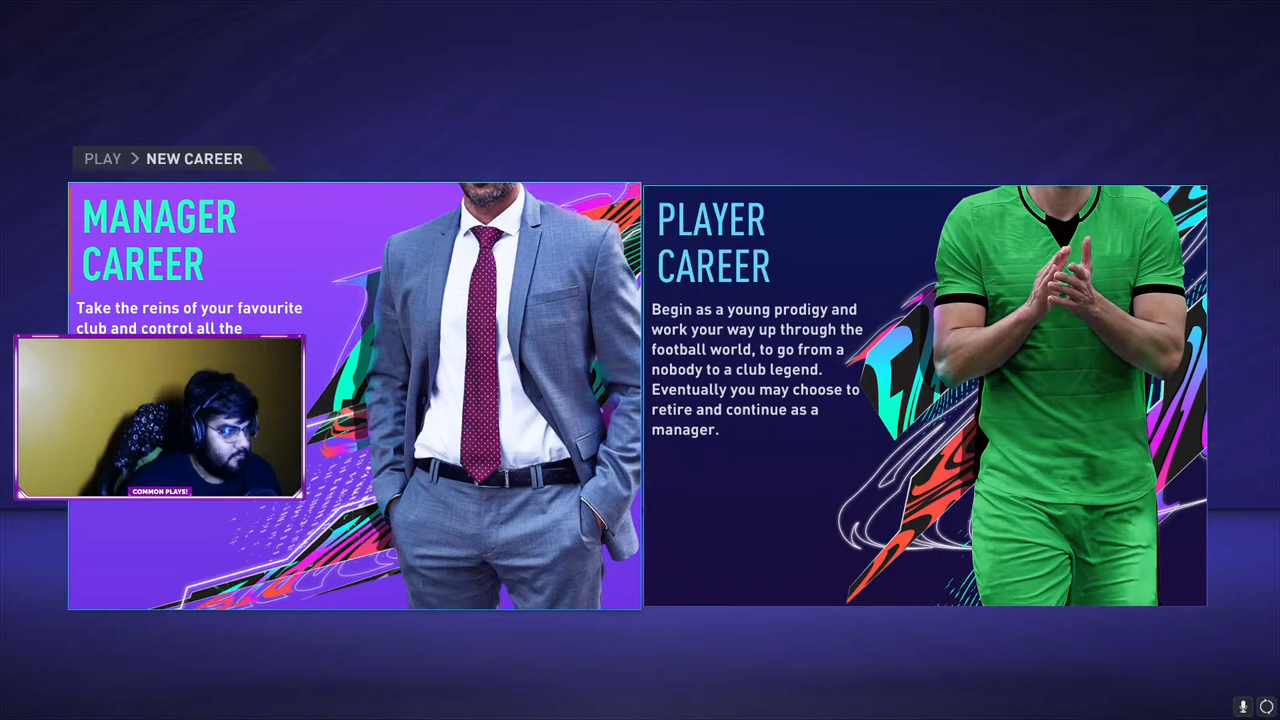 PLAY > NEW CAREER
MANAGER
CAREER
Take the reins of your favourite
club and control all the
COMMON PLAYS!
PLAYER
CAREER
Begin as a young prodigy and
work your way up through the
football world, to go from a
nobody to a club legend.
Eventually you may choose to
retire and continue as a
manager.